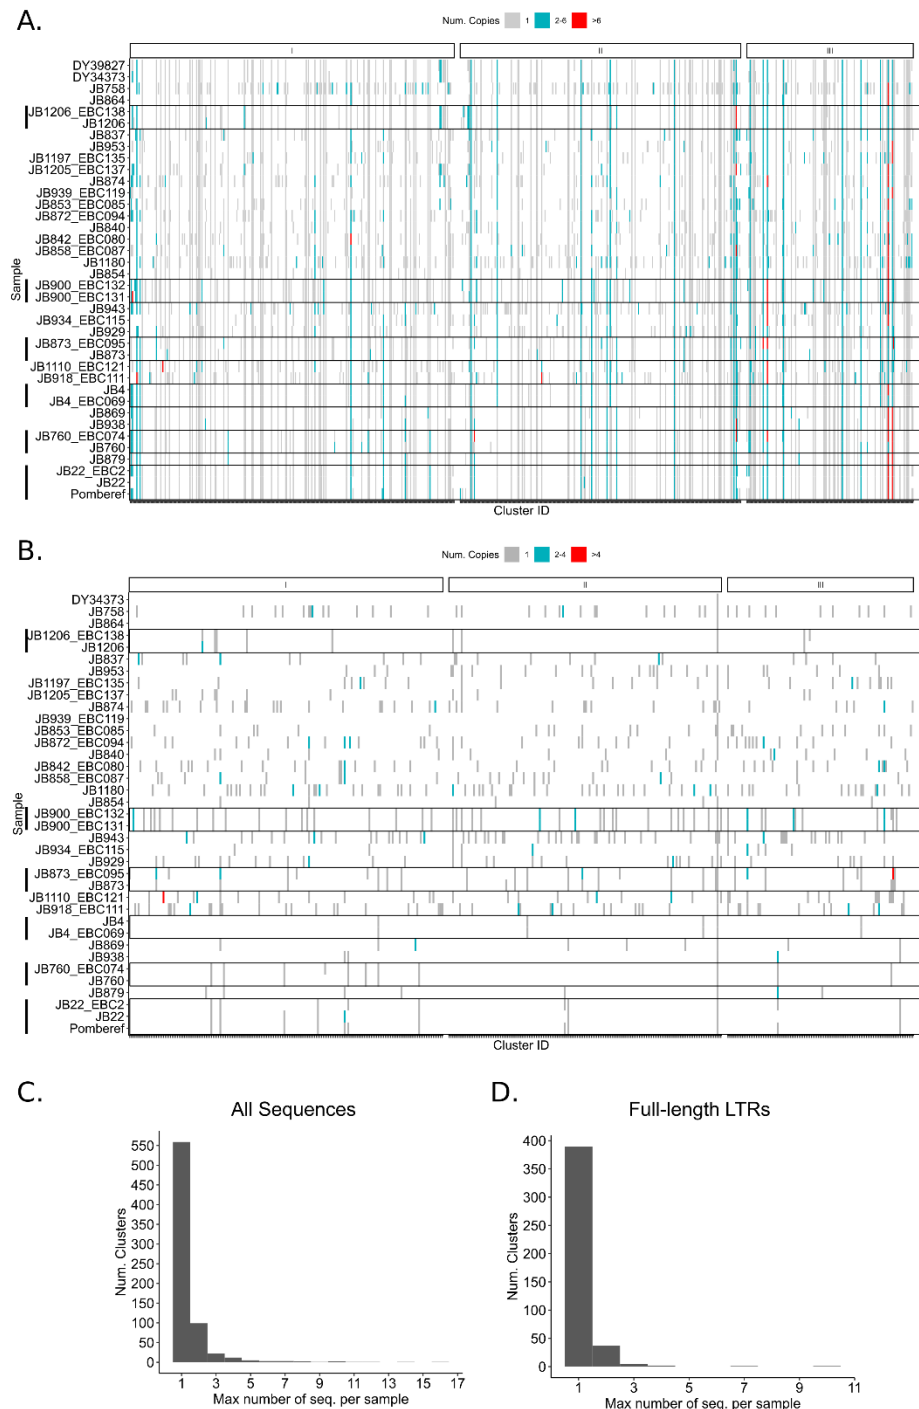 A.
Num. Copies 1 2-6 >6
I II III
DY39827
DY34373
JB758
JB864
JB1206_EBC138
JB1206
JB837
JB953
JB1197_EBC135
JB1205_EBC137
JB874
JB939_EBC119
JB853_EBC085
JB872_EBC094
JB840
JB842_EBC080
JB858_EBC087
JB1180
JB854
JB900_EBC132
JB900_EBC131
JB943
JB934_EBC115
JB929
JB873_EBC095
JB873
JB1110_EBC121
JB918_EBC111
JB4
JB4_EBC069
JB869
JB938
JB760_EBC074
JB760
JB879
JB22_EBC2
JB22
Pomberef
Sample
Cluster ID
B.
Num. Copies 1 2-4 >4
I II III
DY34373
JB758
JB864
JB1206_EBC138
JB1206
JB837
JB953
JB1197_EBC135
JB1205_EBC137
JB874
JB939_EBC119
JB853_EBC085
JB872_EBC094
JB840
JB842_EBC080
JB858_EBC087
JB1180
JB854
JB900_EBC132
JB900_EBC131
JB943
JB934_EBC115
JB929
JB873_EBC095
JB873
JB1110_EBC121
JB918_EBC111
JB4
JB4_EBC069
JB869
JB938
JB760_EBC074
JB760
JB879
JB22_EBC2
JB22
Pomberef
Sample
Cluster ID
C.
All Sequences
550
500
450
400
350
300
250
200
150
100
50
0
Num. Clusters
1 3 5 7 9 11 13 15 17
Max number of seq. per sample
D.
Full-length LTRs
400
350
300
250
200
150
100
50
0
Num. Clusters
1 3 5 7 9 11
Max number of seq. per sample